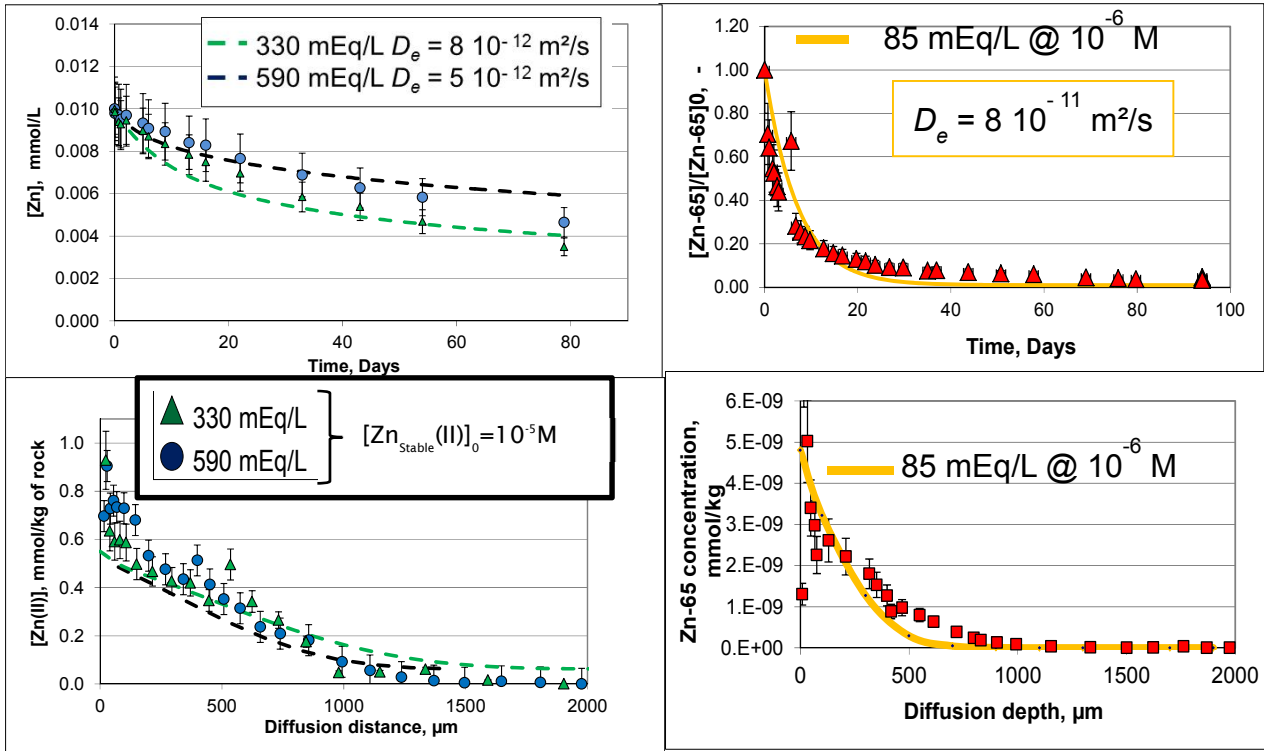 0.014
0.012
0.010
0.008
0.006
0.004
0.002
0.000
[Zn], mmol/L
330 mEq/L De = 8 10- 12 m²/s
590 mEq/L De = 5 10- 12 m²/s
0 20 40 60 80
Time, Days
1.20
1.00
0.80
0.60
0.40
0.20
0.00
[Zn-65]/[Zn-65]0, -
85 mEq/L @ 10-6 M
De = 8 10- 11 m²/s
0 20 40 60 80 100
Time, Days
330 mEq/L
590 mEq/L
[ZnStable(II)]0=10-5M
1.0
0.8
0.6
0.4
0.2
0.0
[Zn(II)], mmol/kg of rock
0 500 1000 1500 2000
Diffusion distance, µm
6.E-09
5.E-09
4.E-09
3.E-09
2.E-09
1.E-09
0.E+00
Zn-65 concentration,
mmol/kg
85 mEq/L @ 10-6 M
0 500 1000 1500 2000
Diffusion depth, µm